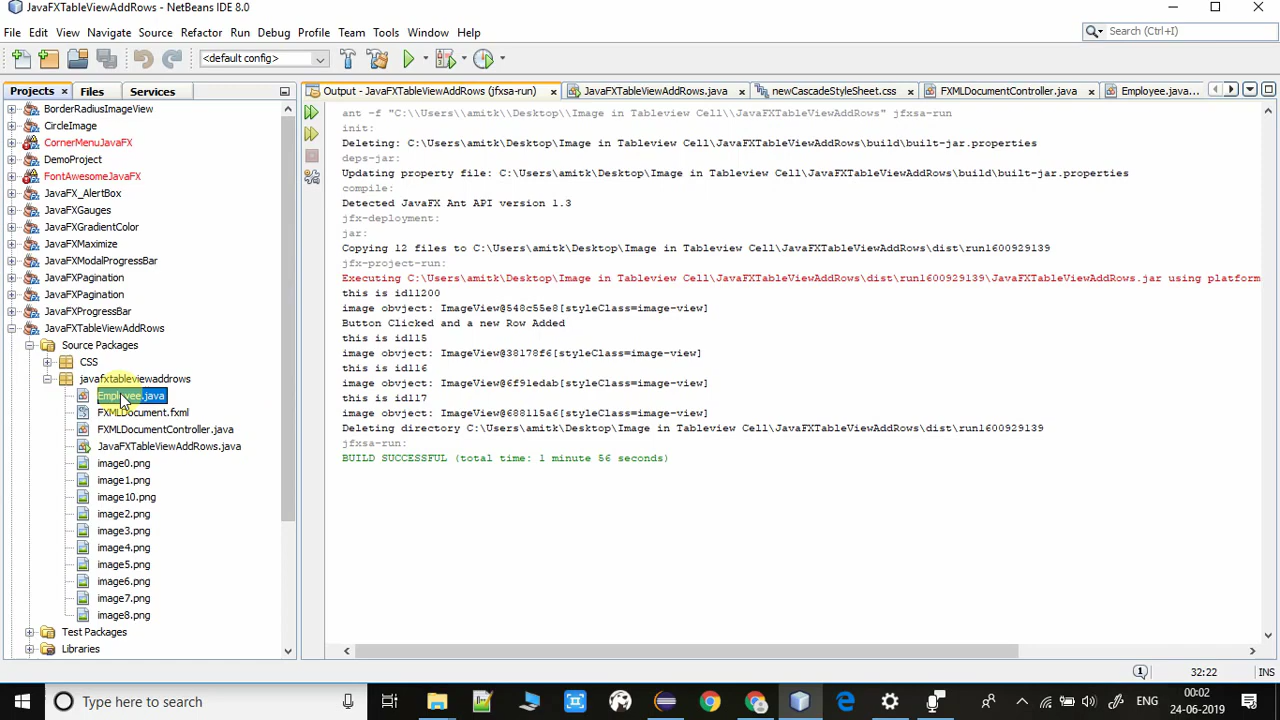 JavaFXTableViewAddRows - NetBeans IDE 8.0
File Edit View Navigate Source Refactor Run Debug Profile Team Tools Window Help
Search (Ctrl+I)
<default config>
Projects Files Services
Output - JavaFXTableViewAddRows (jfxsa-run) JavaFXTableViewAddRows.java newCascadeStyleSheet.css FXMLDocumentController.java Employee.java...
BorderRadiusImageView
CircleImage
CornerMenuJavaFX
DemoProject
FontAwesomeJavaFX
JavaFX_AlertBox
JavaFXGauges
JavaFXGradientColor
JavaFXMaximize
JavaFXModalProgressBar
JavaFXPagination
JavaFXPagination
JavaFXProgressBar
JavaFXTableViewAddRows
Source Packages
CSS
javafxtableviewaddrows
Employee.java
FXMLDocument.fxml
FXMLDocumentController.java
JavaFXTableViewAddRows.java
image0.png
image1.png
image10.png
image2.png
image3.png
image4.png
image5.png
image6.png
image7.png
image8.png
Test Packages
Libraries
ant -f "C:\\Users\\amitk\\Desktop\\Image in Tableview Cell\\JavaFXTableViewAddRows" jfxsa-run
init:
Deleting: C:\Users\amitk\Desktop\Image in Tableview Cell\JavaFXTableViewAddRows\build\built-jar.properties
deps-jar:
Updating property file: C:\Users\amitk\Desktop\Image in Tableview Cell\JavaFXTableViewAddRows\build\built-jar.properties
compile:
Detected JavaFX Ant API version 1.3
jfx-deployment:
jar:
Copying 12 files to C:\Users\amitk\Desktop\Image in Tableview Cell\JavaFXTableViewAddRows\dist\run1600929139
jfx-project-run:
Executing C:\Users\amitk\Desktop\Image in Tableview Cell\JavaFXTableViewAddRows\dist\run1600929139\JavaFXTableViewAddRows.jar using platform
this is id11200
image obvject: ImageView@548c55e8[styleClass=image-view]
Button Clicked and a new Row Added
this is id115
image obvject: ImageView@38178f6[styleClass=image-view]
this is id116
image obvject: ImageView@6f91edab[styleClass=image-view]
this is id117
image obvject: ImageView@688115a6[styleClass=image-view]
Deleting directory C:\Users\amitk\Desktop\Image in Tableview Cell\JavaFXTableViewAddRows\dist\run1600929139
jfxsa-run:
BUILD SUCCESSFUL (total time: 1 minute 56 seconds)
1
32:22 INS
Type here to search
ENG
00:02
24-06-2019